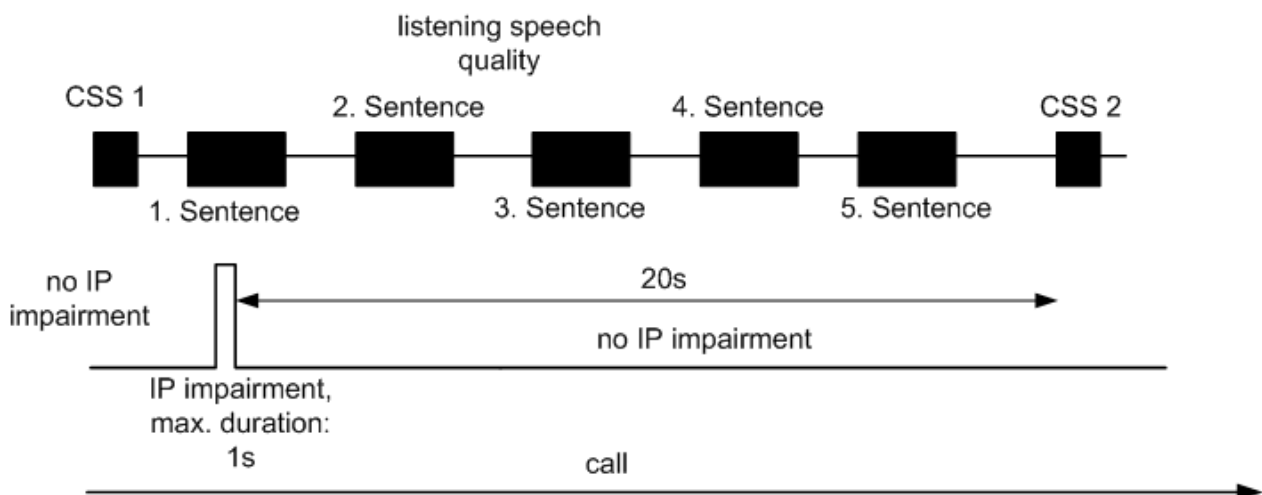 listening speech
quality
CSS 1
2. Sentence
4. Sentence
CSS 2
1. Sentence
3. Sentence
5. Sentence
no IP
impairment
20s
no IP impairment
IP impairment,
max. duration:
1s
call